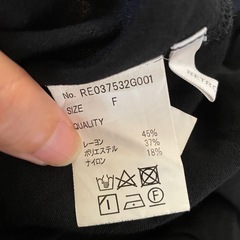 No. RE037532G001
SIZE
F
QUALITY
レーヨン 45%
ポリエステル 37%
ナイロン 18%
F